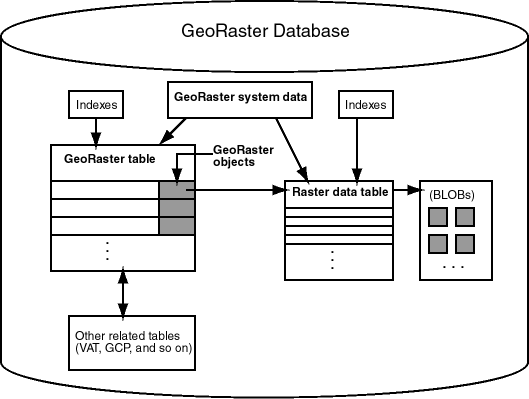 GeoRaster Database
Indexes
GeoRaster system data
Indexes
GeoRaster table
GeoRaster
objects
Raster data table
(BLOBs)
Other related tables
(VAT, GCP, and so on)